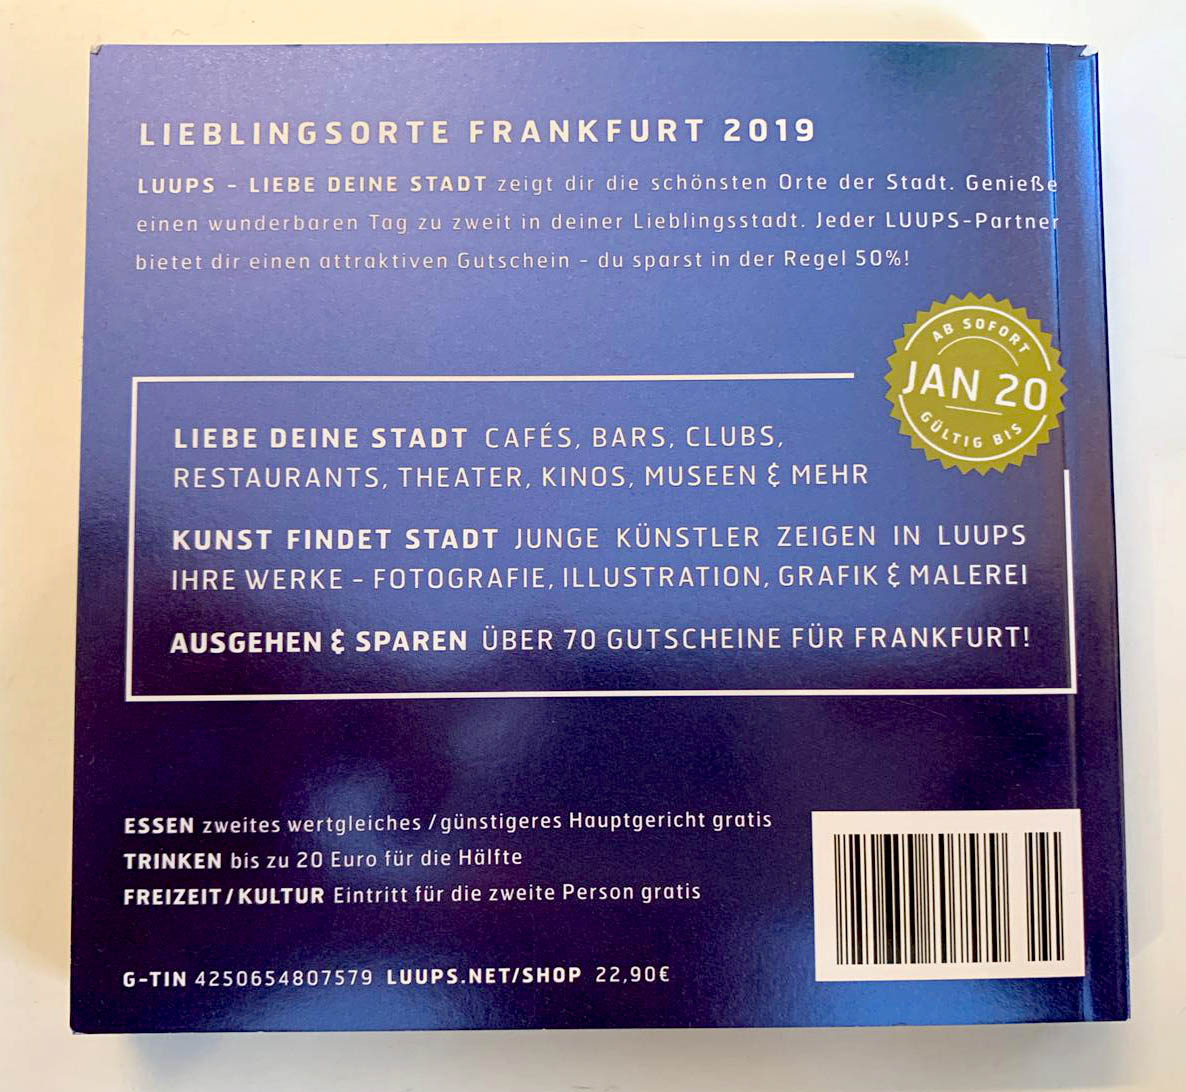 LIEBLINGSORTE FRANKFURT 2019
LUUPS – LIEBE DEINE STADT zeigt dir die schönsten Orte der Stadt. Genieße
einen wunderbaren Tag zu zweit in deiner Lieblingsstadt. Jeder LUUPS-Partner
bietet dir einen attraktiven Gutschein – du sparst in der Regel 50%!
AB SOFORT
JAN 20
GÜLTIG BIS
LIEBE DEINE STADT CAFÉS, BARS, CLUBS,
RESTAURANTS, THEATER, KINOS, MUSEEN & MEHR
KUNST FINDET STADT JUNGE KÜNSTLER ZEIGEN IN LUUPS
IHRE WERKE – FOTOGRAFIE, ILLUSTRATION, GRAFIK & MALEREI
AUSGEHEN & SPAREN ÜBER 70 GUTSCHEINE FÜR FRANKFURT!
ESSEN zweites wertgleiches / günstigeres Hauptgericht gratis
TRINKEN bis zu 20 Euro für die Hälfte
FREIZEIT / KULTUR Eintritt für die zweite Person gratis
G-TIN 4250654807579 LUUPS.NET/SHOP 22,90€